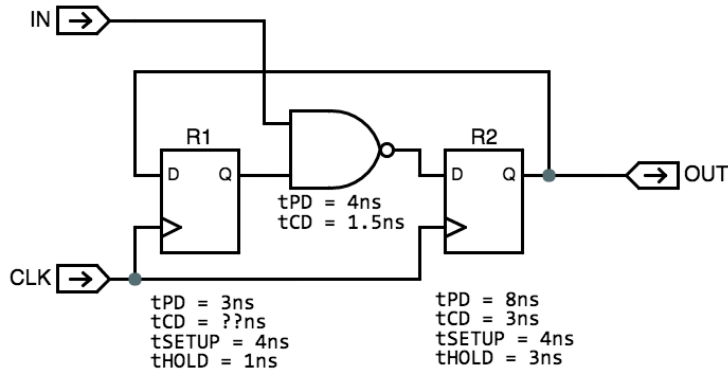 IN
R1
R2
D
Q
D
Q
OUT
tPD = 4ns
tCD = 1.5ns
CLK
tPD = 3ns
tCD = ??ns
tSETUP = 4ns
tHOLD = 1ns
tPD = 8ns
tCD = 3ns
tSETUP = 4ns
tHOLD = 3ns